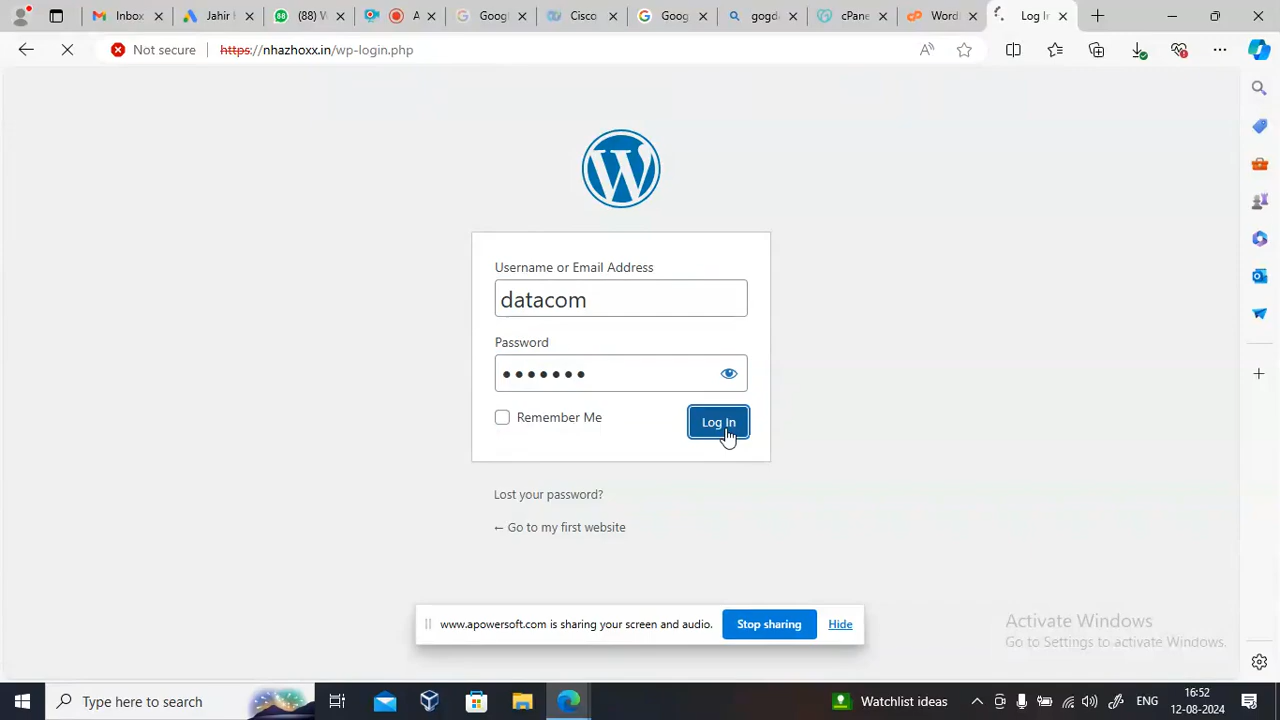 Inbox
Jahir
(88) W
A
Googl
Cisco
Goog
gogda
cPane
Word
Log In
Not secure
https://nhazhoxx.in/wp-login.php
Username or Email Address
datacom
Password
Remember Me
Log In
Lost your password?
← Go to my first website
www.apowersoft.com is sharing your screen and audio.
Stop sharing
Hide
Activate Windows
Go to Settings to activate Windows.
Type here to search
Watchlist ideas
ENG
16:52
12-08-2024